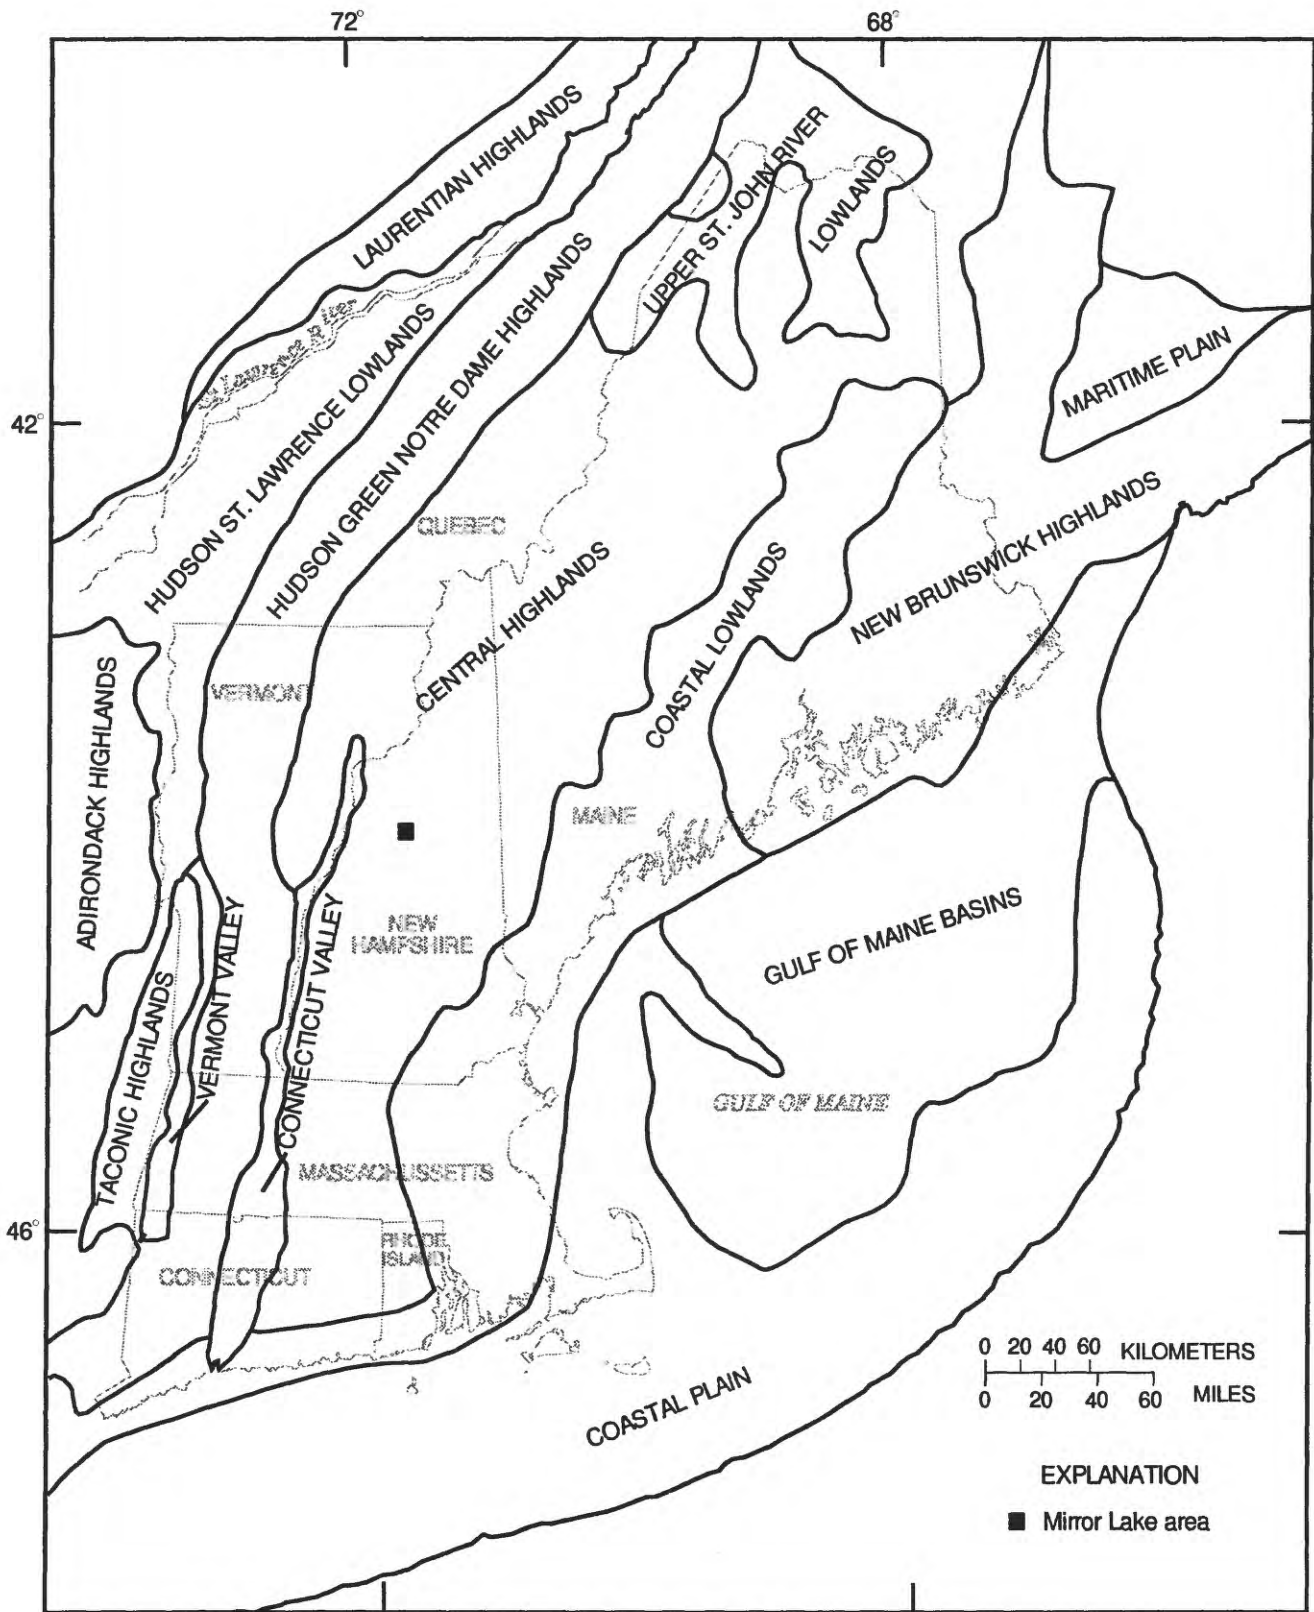 72°
68°
LAURENTIAN HIGHLANDS
UPPER ST. JOHN RIVER
LOWLANDS
St. Lawrence River
HUDSON ST. LAWRENCE LOWLANDS
HUDSON GREEN NOTRE DAME HIGHLANDS
MARITIME PLAIN
42°
QUEBEC
CENTRAL HIGHLANDS
COASTAL LOWLANDS
NEW BRUNSWICK HIGHLANDS
ADIRONDACK HIGHLANDS
VERMONT
MAINE
NEW
HAMPSHIRE
GULF OF MAINE BASINS
TACONIC HIGHLANDS
VERMONT VALLEY
CONNECTICUT VALLEY
GULF OF MAINE
MASSACHUSSETTS
46°
RHODE
ISLAND
CONNECTICUT
COASTAL PLAIN
0 20 40 60 KILOMETERS
0 20 40 60 MILES
EXPLANATION
Mirror Lake area